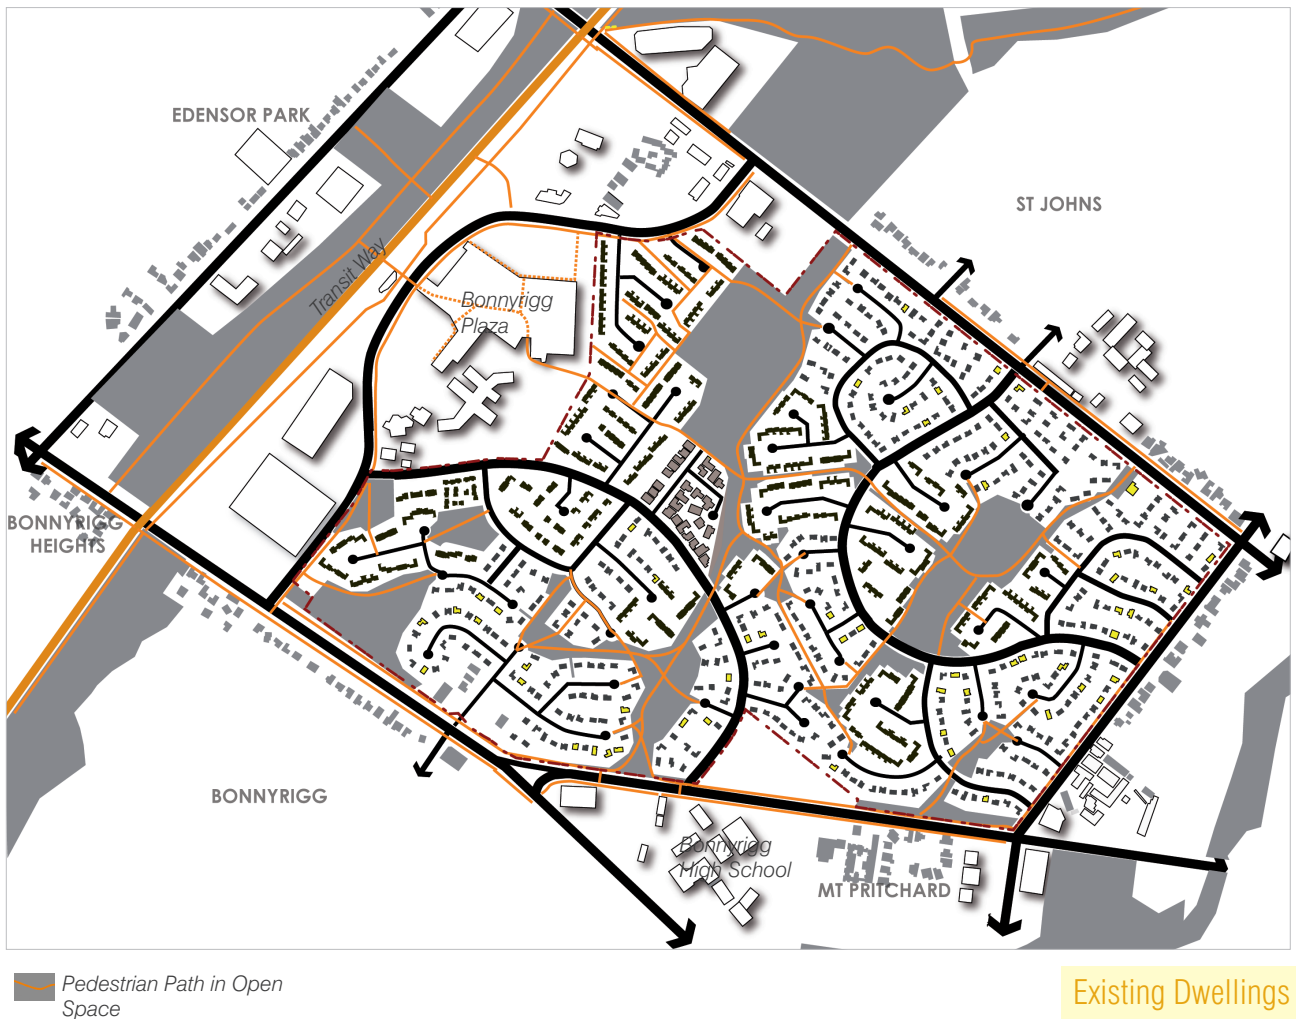 EDENSOR PARK
ST JOHNS
Transit Way
Bonnyrigg
Plaza
BONNYRIGG
HEIGHTS
BONNYRIGG
Bonnyrigg
High School
MT PRITCHARD
Pedestrian Path in Open
Space
Existing Dwellings